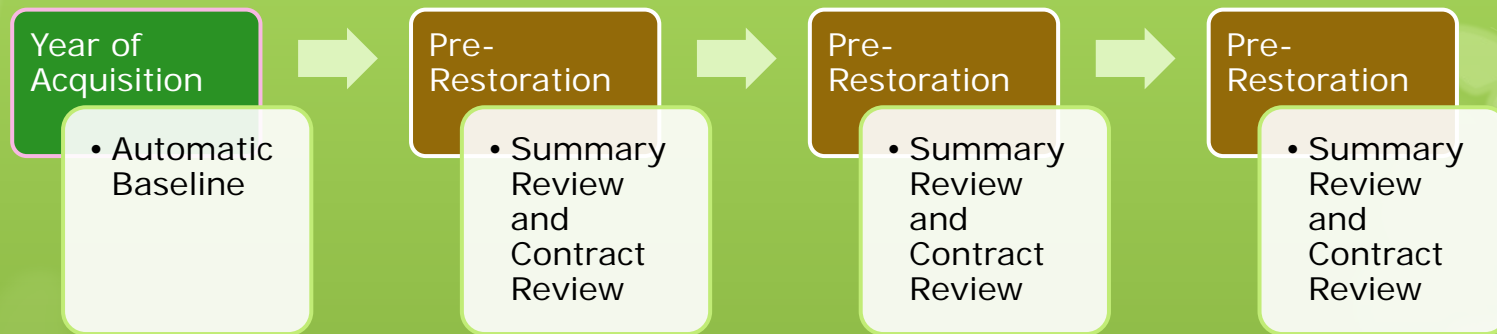 Year of
Acquisition
• Automatic
Baseline
Pre-
Restoration
• Summary
Review
and
Contract
Review
Pre-
Restoration
• Summary
Review
and
Contract
Review
Pre-
Restoration
• Summary
Review
and
Contract
Review